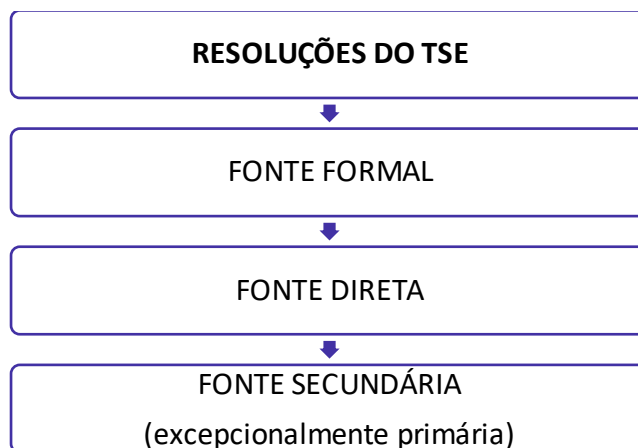 RESOLUÇÕES DO TSE
FONTE FORMAL
FONTE DIRETA
FONTE SECUNDÁRIA
(excepcionalmente primária)